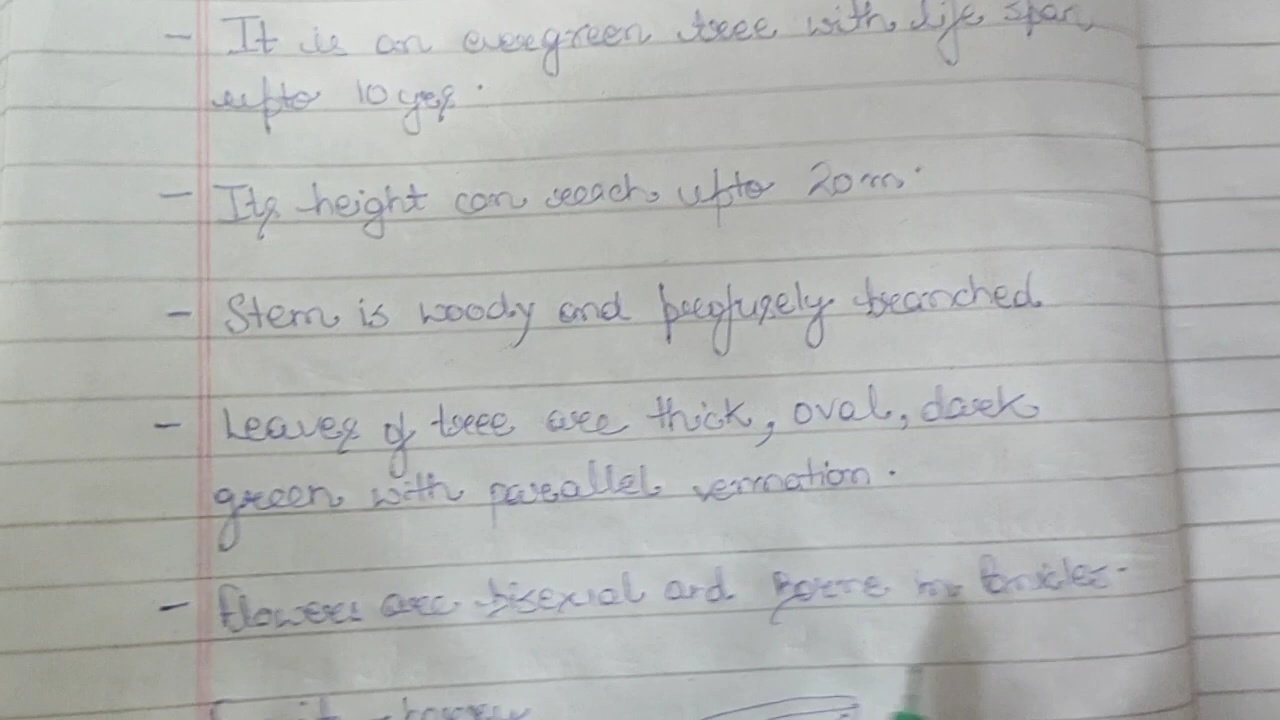 - It is an evergreen tree with life span
upto 10 yes.
- Its height can reach upto 20m.
- Stem is woody and profusely branched
- Leaves of tree are thick, oval, dark
green with parallel vernation.
- Flowers are bisexual and borne in